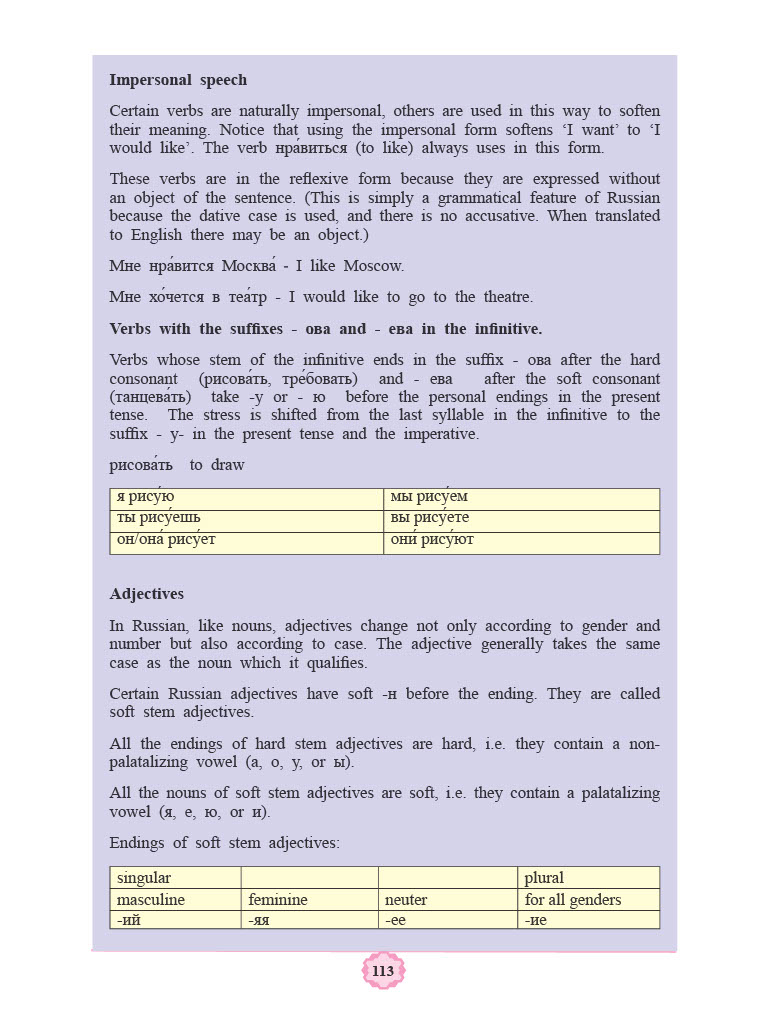 Impersonal speech
Certain verbs are naturally impersonal, others are used in this way to soften
their meaning. Notice that using the impersonal form softens ‘I want’ to ‘I
would like’. The verb нра́виться (to like) always uses in this form.
These verbs are in the reflexive form because they are expressed without
an object of the sentence. (This is simply a grammatical feature of Russian
because the dative case is used, and there is no accusative. When translated
to English there may be an object.)
Мне нра́вится Москва́ - I like Moscow.
Мне хо́чется в теа́тр - I would like to go to the theatre.
Verbs with the suffixes - ова and - ева in the infinitive.
Verbs whose stem of the infinitive ends in the suffix - ова after the hard
consonant (рисова́ть, тре́бовать) and - ева after the soft consonant
(танцева́ть) take -у or - ю before the personal endings in the present
tense. The stress is shifted from the last syllable in the infinitive to the
suffix - у- in the present tense and the imperative.
рисова́ть to draw
я рису́ю мы рису́ем
ты рису́ешь вы рису́ете
он/она́ рису́ет они́ рису́ют
Adjectives
In Russian, like nouns, adjectives change not only according to gender and
number but also according to case. The adjective generally takes the same
case as the noun which it qualifies.
Certain Russian adjectives have soft -н before the ending. They are called
soft stem adjectives.
All the endings of hard stem adjectives are hard, i.e. they contain a non-
palatalizing vowel (а, о, у, or ы).
All the nouns of soft stem adjectives are soft, i.e. they contain a palatalizing
vowel (я, е, ю, or и).
Endings of soft stem adjectives:
singular plural
masculine feminine neuter for all genders
-ий -яя -ее -ие
113